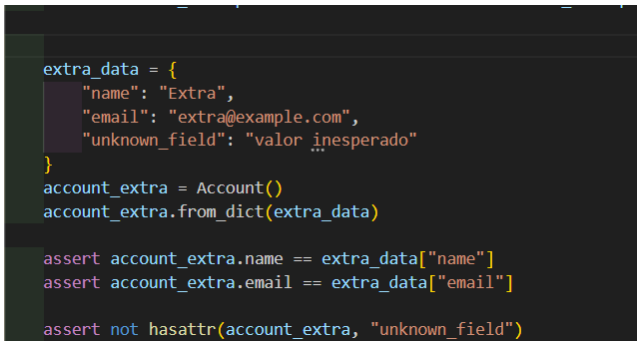 extra_data = {
    "name": "Extra",
    "email": "extra@example.com",
    "unknown_field": "valor inesperado"
}
account_extra = Account()
account_extra.from_dict(extra_data)
assert account_extra.name == extra_data["name"]
assert account_extra.email == extra_data["email"]
assert not hasattr(account_extra, "unknown_field")